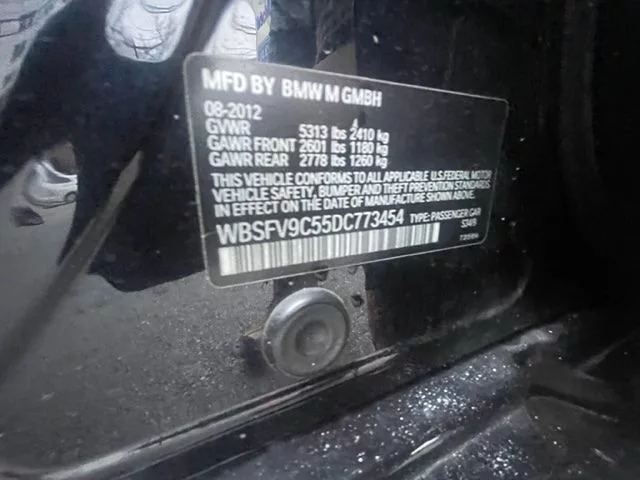 MFD BY BMW M GMBH
08-2012
GVWR 5313 lbs 2410 kg
GAWR FRONT 2601 lbs 1180 kg
GAWR REAR 2778 lbs 1260 kg
THIS VEHICLE CONFORMS TO ALL APPLICABLE U.S.FEDERAL MOTOR
VEHICLE SAFETY, BUMPER AND THEFT PREVENTION STANDARDS
IN EFFECT ON THE DATE OF MANUFACTURE SHOWN ABOVE.
WBSFV9C55DC773454 TYPE: PASSENGER CAR